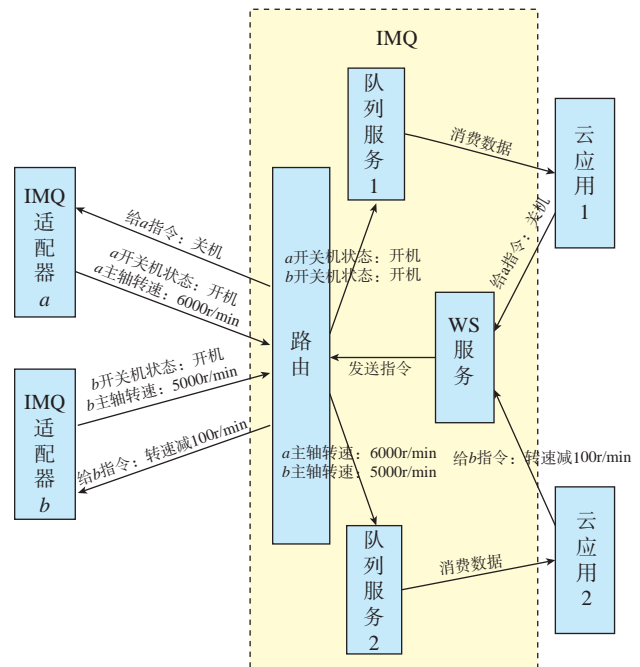 IMQ
队列服务1
消费数据
云应用1
IMQ
适配器
a
给a指令：关机
a开关机状态：开机
a主轴转速：6000r/min
a开关机状态：开机
b开关机状态：开机
给a指令：关机
路由
WS
服务
发送指令
IMQ
适配器
b
b开关机状态：开机
b主轴转速：5000r/min
给b指令：转速减100r/min
a主轴转速：6000r/min
b主轴转速：5000r/min
给b指令：转速减100r/min
队列服务2
消费数据
云应用2